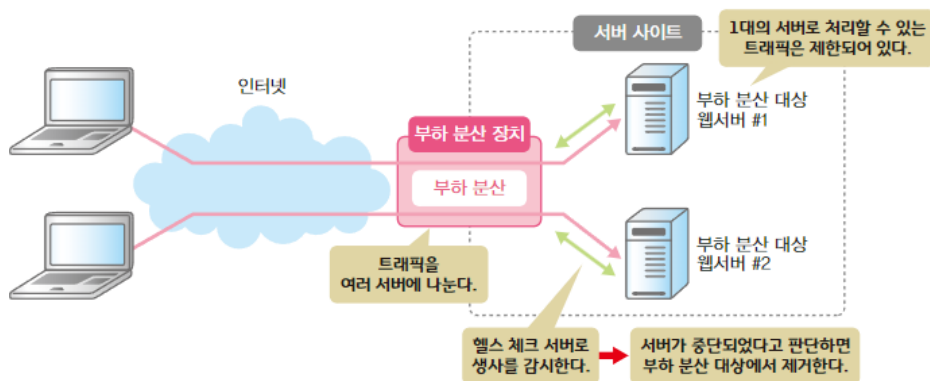 서버 사이트
1대의 서버로 처리할 수 있는
트래픽은 제한되어 있다.
인터넷
부하 분산 대상
웹서버 #1
부하 분산 장치
부하 분산
부하 분산 대상
웹서버 #2
트래픽을
여러 서버에 나눈다.
헬스 체크 서버로
생사를 감시한다.
서버가 중단되었다고 판단하면
부하 분산 대상에서 제거한다.